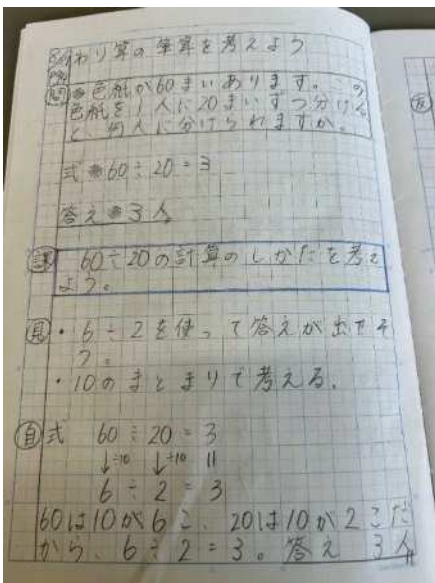 わり算の筆算を考えよう
問 色紙が60まいあります。この
色紙を1人に20まいずつ分ける
と、何人に分けられますか。
式 60÷20=3
答え 3人
課 60÷20の計算のしかたを考え
よう。
見 ・6÷2を使って答えが出せそ
う。
・10のまとまりで考える。
自 式 60÷20=3
↓÷10 ↓÷10 〃
6÷2=3
60は10が6こ、20は10が2こだ
から、6÷2=3。答え 3人